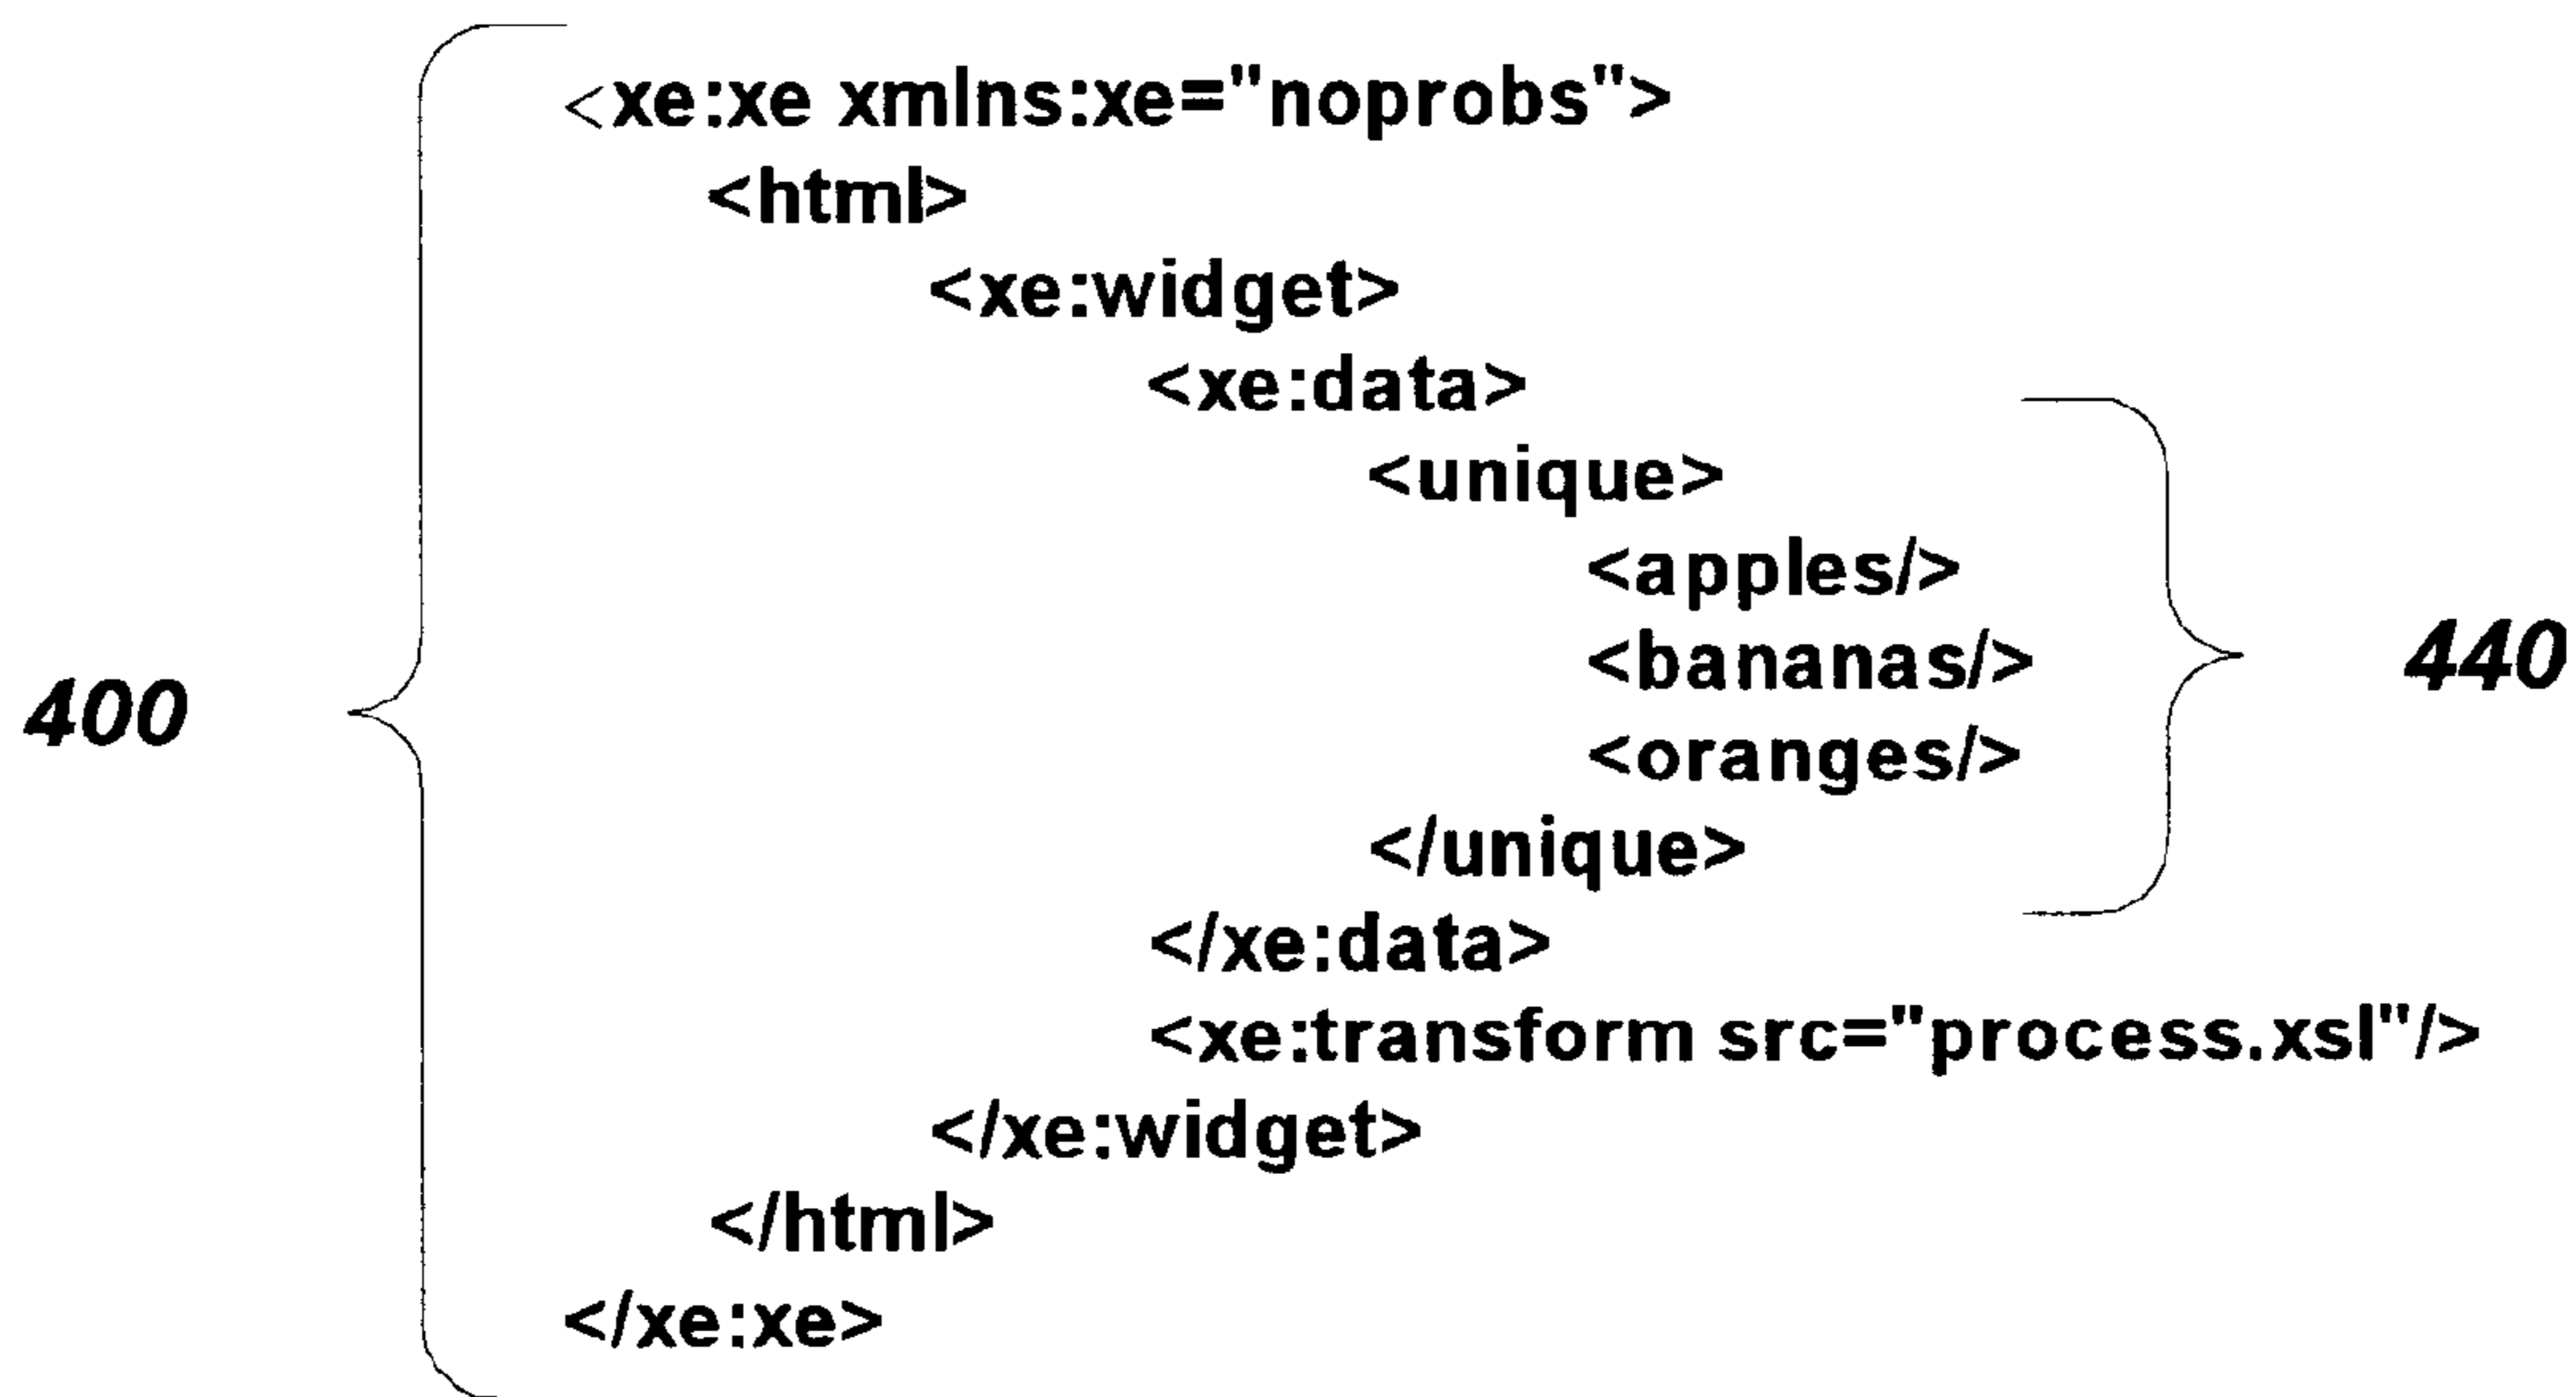 <xe:xe xmlns:xe="noprobs">
<html>
<xe:widget>
<xe:data>
<unique>
<apples/>
<bananas/>
<oranges/>
</unique>
</xe:data>
<xe:transform src="process.xsl"/>
</xe:widget>
</html>
</xe:xe>
400
440